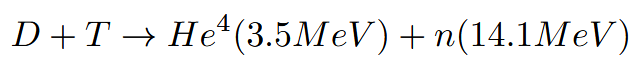 D + T → He⁴(3.5MeV) + n(14.1MeV)